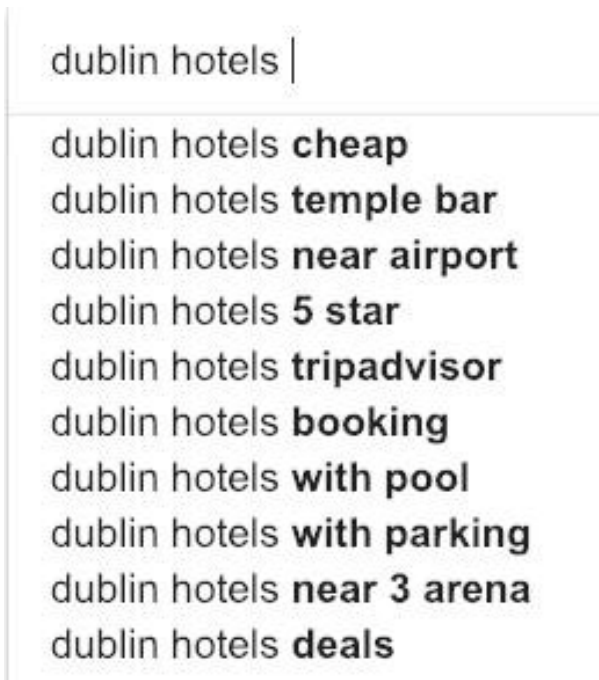 dublin hotels
dublin hotels cheap
dublin hotels temple bar
dublin hotels near airport
dublin hotels 5 star
dublin hotels tripadvisor
dublin hotels booking
dublin hotels with pool
dublin hotels with parking
dublin hotels near 3 arena
dublin hotels deals